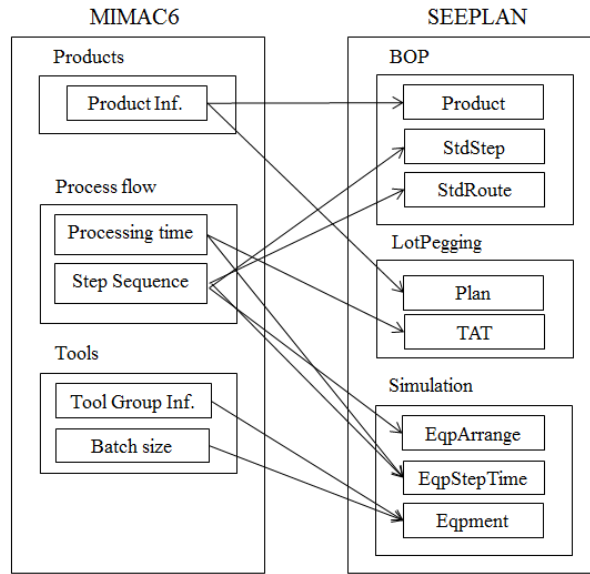 MIMAC6
Products
Product Inf.
Process flow
Processing time
Step Sequence
Tools
Tool Group Inf.
Batch size
SEEPLAN
BOP
Product
StdStep
StdRoute
LotPegging
Plan
TAT
Simulation
EqpArrange
EqpStepTime
Eqpment